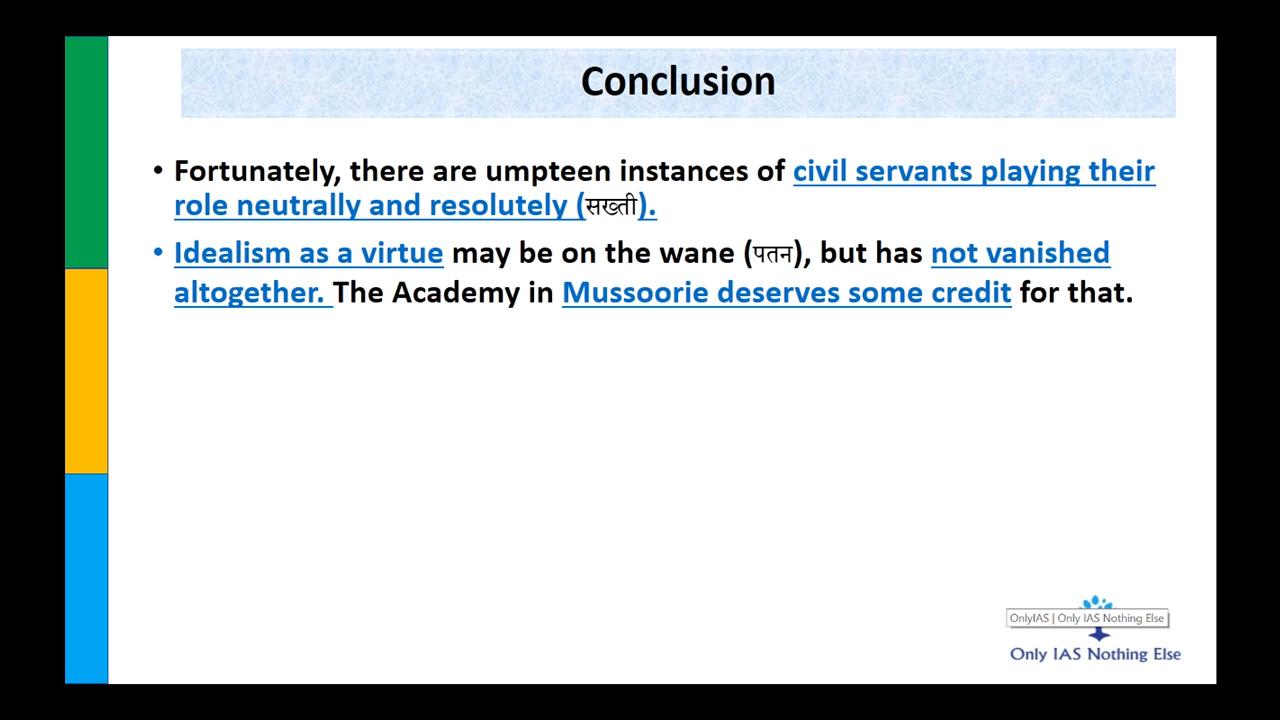 Conclusion
• Fortunately, there are umpteen instances of civil servants playing their
role neutrally and resolutely (सख्ती).
• Idealism as a virtue may be on the wane (पतन), but has not vanished
altogether. The Academy in Mussoorie deserves some credit for that.
OnlyIAS | Only IAS Nothing Else
Only IAS Nothing Else